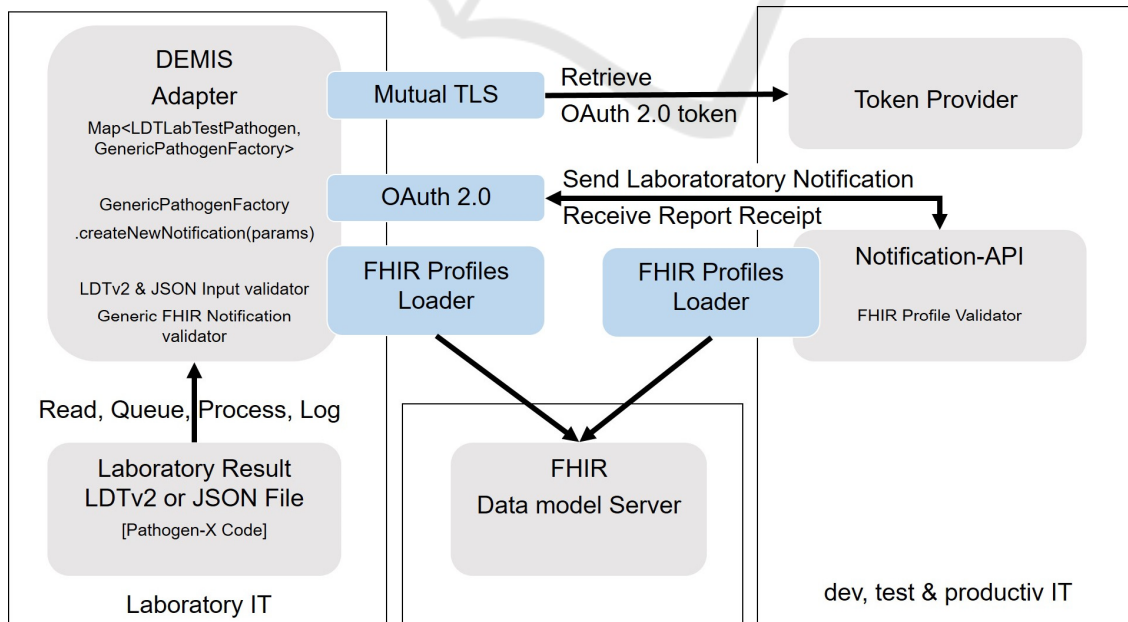 DEMIS
Adapter
Map<LDTLabTestPathogen,
GenericPathogenFactory>
GenericPathogenFactory
.createNewNotification(params)
LDTv2 & JSON Input validator
Generic FHIR Notification
validator
Mutual TLS
Retrieve
OAuth 2.0 token
Token Provider
OAuth 2.0
Send Laboratoratory Notification
Receive Report Receipt
FHIR Profiles
Loader
FHIR Profiles
Loader
Notification-API
FHIR Profile Validator
Read, Queue, Process, Log
Laboratory Result
LDTv2 or JSON File
[Pathogen-X Code]
FHIR
Data model Server
Laboratory IT
dev, test & productiv IT